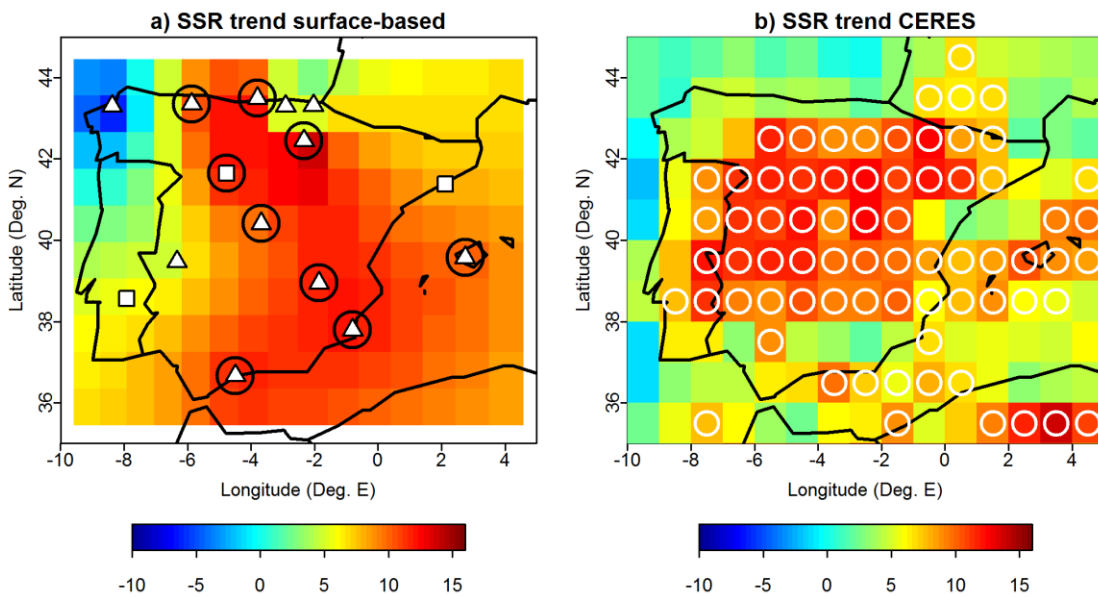 a) SSR trend surface-based
44
42
40
38
36
Latitude (Deg. N)
-10 -8 -6 -4 -2 0 2 4
Longitude (Deg. E)
-10 -5 0 5 10 15
b) SSR trend CERES
44
42
40
38
36
Latitude (Deg. N)
-10 -8 -6 -4 -2 0 2 4
Longitude (Deg. E)
-10 -5 0 5 10 15